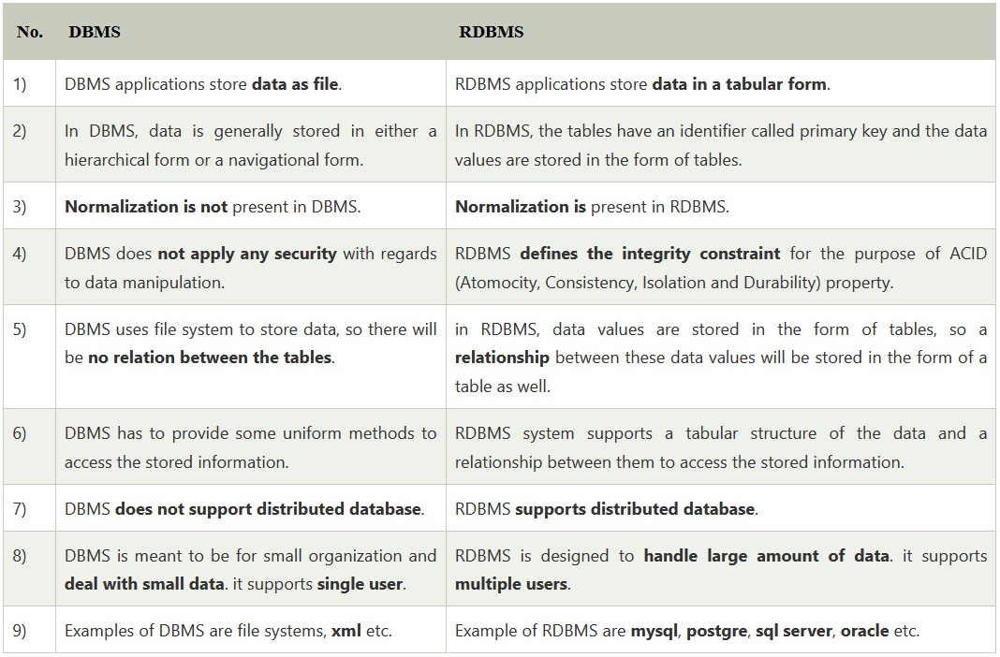 No. DBMS RDBMS
1) DBMS applications store data as file. RDBMS applications store data in a tabular form.
2) In DBMS, data is generally stored in either a
hierarchical form or a navigational form.
In RDBMS, the tables have an identifier called primary key and the data
values are stored in the form of tables.
3) Normalization is not present in DBMS. Normalization is present in RDBMS.
4) DBMS does not apply any security with regards
to data manipulation.
RDBMS defines the integrity constraint for the purpose of ACID
(Atomocity, Consistency, Isolation and Durability) property.
5) DBMS uses file system to store data, so there will
be no relation between the tables.
in RDBMS, data values are stored in the form of tables, so a
relationship between these data values will be stored in the form of a
table as well.
6) DBMS has to provide some uniform methods to
access the stored information.
RDBMS system supports a tabular structure of the data and a
relationship between them to access the stored information.
7) DBMS does not support distributed database. RDBMS supports distributed database.
8) DBMS is meant to be for small organization and
deal with small data. it supports single user.
RDBMS is designed to handle large amount of data. it supports
multiple users.
9) Examples of DBMS are file systems, xml etc. Example of RDBMS are mysql, postgre, sql server, oracle etc.